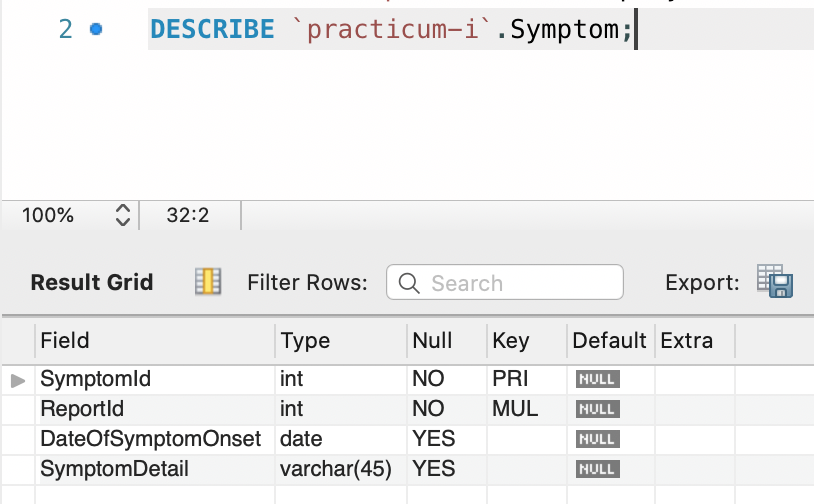 2 DESCRIBE `practicum-i`.Symptom;
100% 32:2
Result Grid Filter Rows: Search Export:
Field Type Null Key Default Extra
SymptomId int NO PRI NULL
ReportId int NO MUL NULL
DateOfSymptomOnset date YES NULL
SymptomDetail varchar(45) YES NULL